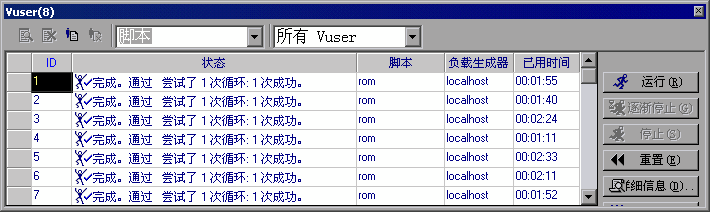 Vuser(8)
脚本 所有 Vuser
ID 状态 脚本 负载生成器 已用时间
1 完成。通过 尝试了 1 次循环: 1 次成功。 rom localhost 00:01:55
2 完成。通过 尝试了 1 次循环: 1 次成功。 rom localhost 00:01:40
3 完成。通过 尝试了 1 次循环: 1 次成功。 rom localhost 00:02:24
4 完成。通过 尝试了 1 次循环: 1 次成功。 rom localhost 00:01:11
5 完成。通过 尝试了 1 次循环: 1 次成功。 rom localhost 00:02:33
6 完成。通过 尝试了 1 次循环: 1 次成功。 rom localhost 00:02:11
7 完成。通过 尝试了 1 次循环: 1 次成功。 rom localhost 00:01:52
运行(R)
逐渐停止(G)
停止(S)
重置(E)
详细信息(D)..